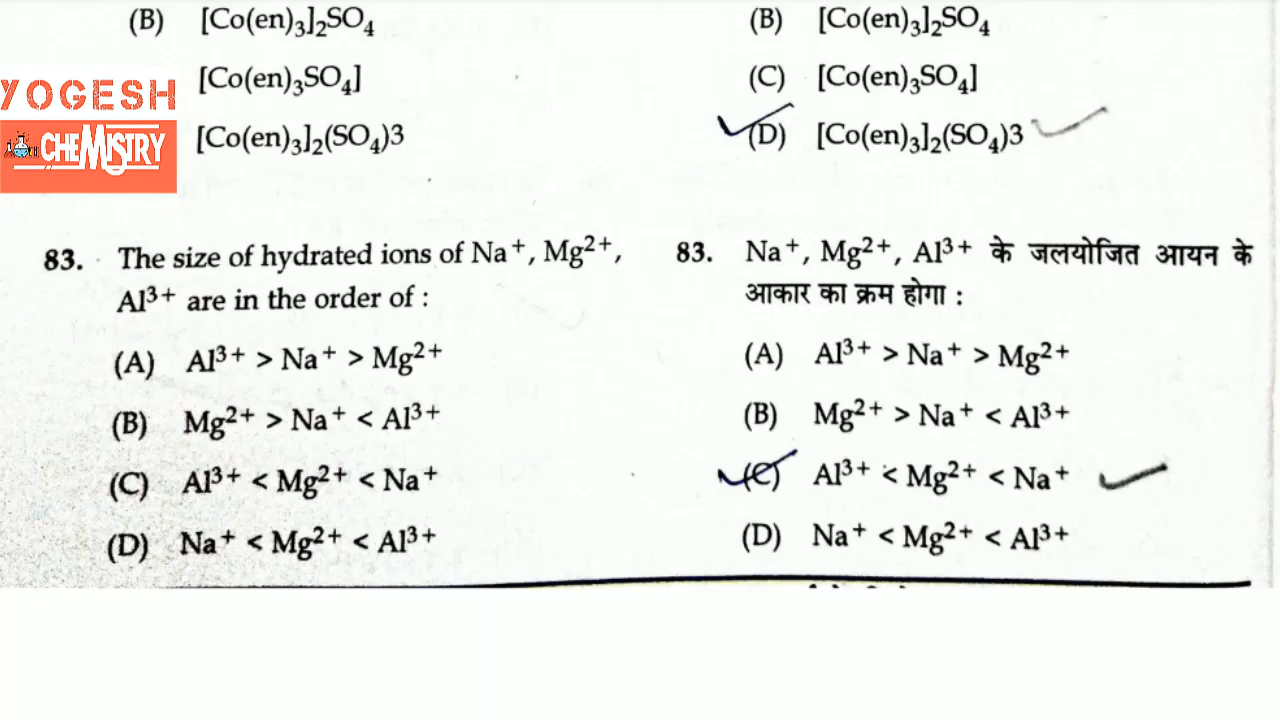 (B) [Co(en)₃]₂SO₄
[Co(en)₃SO₄]
[Co(en)₃]₂(SO₄)3
YOGESH
CHEMISTRY
83. The size of hydrated ions of Na⁺, Mg²⁺,
Al³⁺ are in the order of :
(A) Al³⁺ > Na⁺ > Mg²⁺
(B) Mg²⁺ > Na⁺ < Al³⁺
(C) Al³⁺ < Mg²⁺ < Na⁺
(D) Na⁺ < Mg²⁺ < Al³⁺
(B) [Co(en)₃]₂SO₄
(C) [Co(en)₃SO₄]
(D) [Co(en)₃]₂(SO₄)3
83. Na⁺, Mg²⁺, Al³⁺ के जलयोजित आयन के
आकार का क्रम होगा :
(A) Al³⁺ > Na⁺ > Mg²⁺
(B) Mg²⁺ > Na⁺ < Al³⁺
(C) Al³⁺ < Mg²⁺ < Na⁺
(D) Na⁺ < Mg²⁺ < Al³⁺